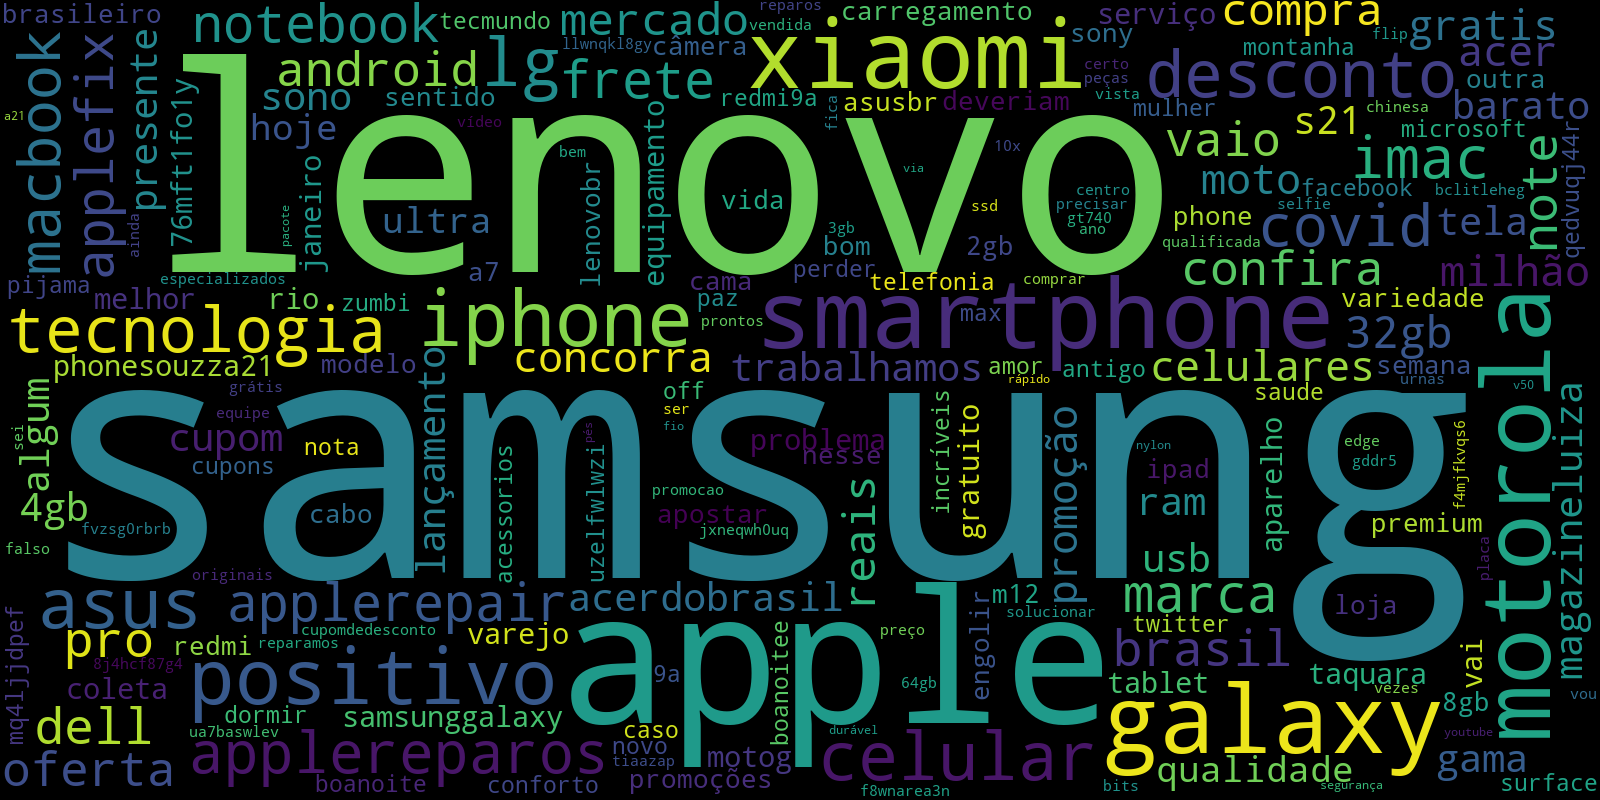 brasileiro
notebook
tecmundo
mercado
reparos
vendida
carregamento
serviço
compra
flip
gratis
macbook
applefix
presente
android
lg
llwnqkl8gy
câmera
frete
xiaomi
sony
certo
peças
montanha
desconto
acer
outra
a21
lenovo
sono
hoje
sentido
redmi9a
asusbr
deveriam
vista
mulher
s21
chinesa
barato
video
bem
fica
10x
vaio
microsoft
76mft1fo1y
janeiro
ultra
equipamento
vida
via
ssd
centro
precisar
gt740
ano
moto
imac
facebook
bclitleheg
selfie
note
qedvuqj44r
pacote
ainda
lenovobr
3gb
bom
2gb
phone
qualificada
covid
tela
especializados
a7
pijama
melhor
rio
zumbi
cama
paz
prontos
perder
telefonia
comprar
max
confira
milhão
variedade
tecnologia
iphone
smartphone
32gb
motorola
phonesouzza21
modelo
concorra
trabalhamos
amor
rápido
antigo
celulares
semana
urnas
v50
saude
samsung
algum
sei
grátis
equipe
cupom
cupons
nota
lançamento
off
ser
fio
pés
problema
nesse
incríveis
gratuito
promoção
nylon
ipad
aparelho
edge
gddr5
f4mjfkvqs6
magazineluiza
4gb
fvzsg0rbrb
cabo
acessorios
uzelfwlwzi
promocao
apostar
jxneqwh0uq
reais
ram
premium
placa
falso
originais
usb
asus
applerepair
acerdobrasil
m12
solucionar
marca
loja
pro
redmi
cupomdedesconto
reparamos
varejo
apple
preço
engolir
twitter
brasil
mq4ljjdpef
8j4hcf87g4
coleta
positivo
9a
boanoitee
64gb
tablet
taquara
vezes
vai
vou
dell
dormir
ua7baswlev
samsunggalaxy
caso
novo
tiaazap
durável
galaxy
8gb
youtube
oferta
applereparos
boanoite
conforto
motog
promoções
celular
f8wnarea3n
bits
qualidade
segurança
gama
surface